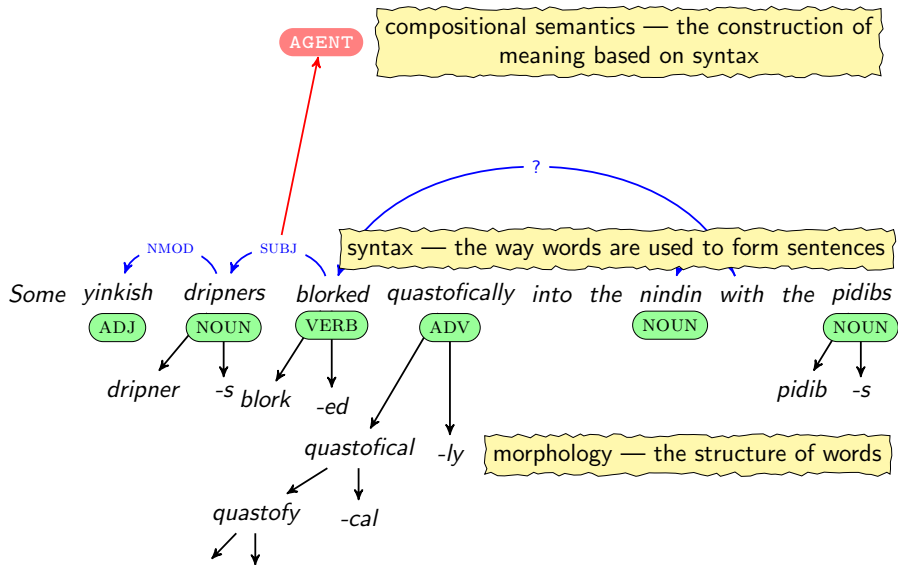 AGENT
compositional semantics — the construction of
meaning based on syntax
?
NMOD
SUBJ
syntax — the way words are used to form sentences
Some yinkish dripners blorked quastofically into the nindin with the pidibs
ADJ NOUN VERB ADV NOUN NOUN
dripner -s blork -ed pidib -s
quastofical -ly
morphology — the structure of words
quastofy -cal